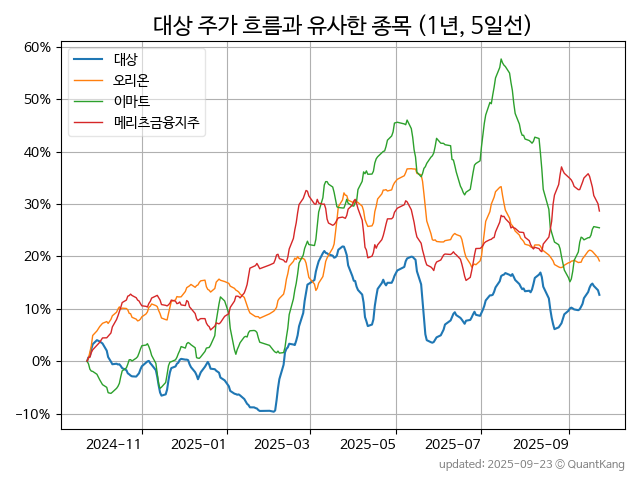 대상 주가 흐름과 유사한 종목 (1년, 5일선)
60%
50%
40%
30%
20%
10%
0%
−10%
대상
오리온
이마트
메리츠금융지주
2024-11
2025-01
2025-03
2025-05
2025-07
2025-09
updated: 2025-09-23 © QuantKang